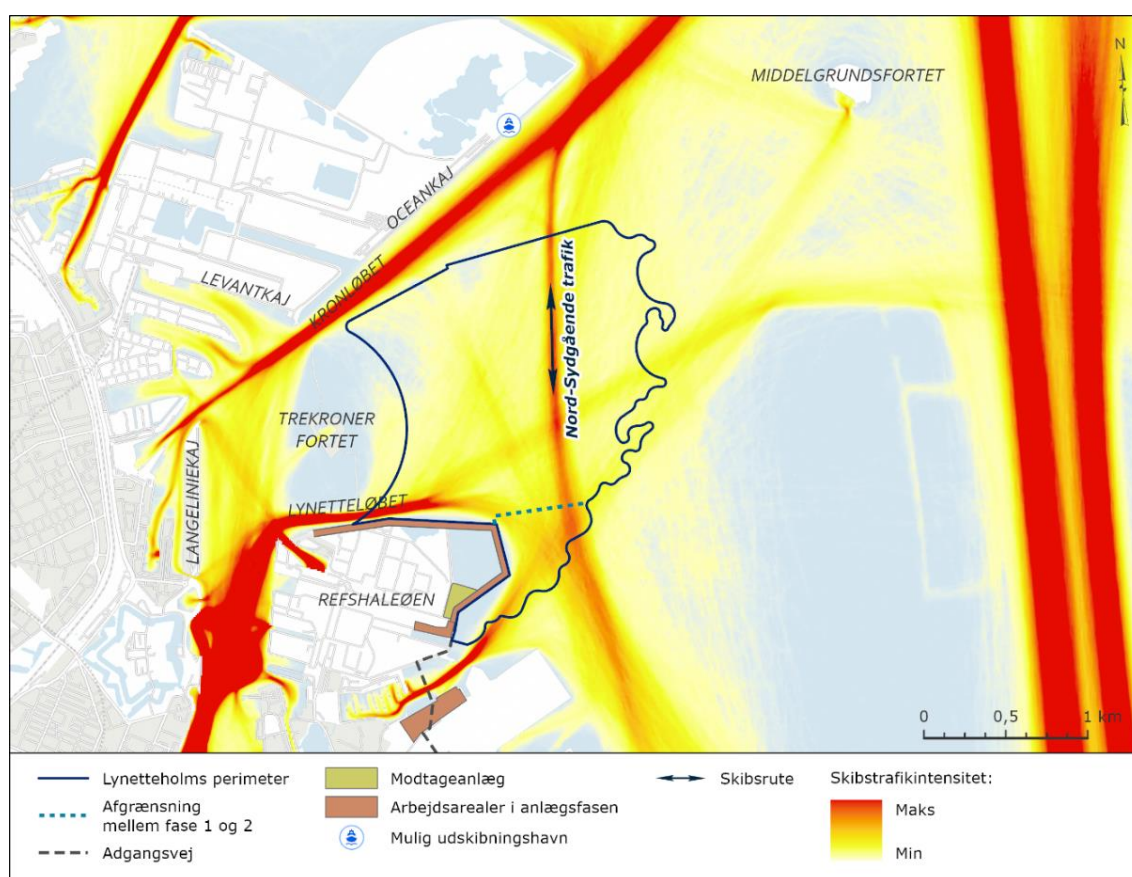 MIDDELGRUNDSFORTET
N
OCEANKAJ
LEVANTKAJ
KRONLØBET
Nord-Sydgående trafik
TREKRONER
FORTET
LYNETTELØBET
LANGELINIEKAJ
REFSHALEØEN
0 0,5 1 km
Lynetteholms perimeter
Afgrænsning
mellem fase 1 og 2
Adgangsvej
Modtageanlæg
Arbejdsarealer i anlægsfasen
Mulig udskibningshavn
Skibsrute
Skibstrafikintensitet:
Maks
Min